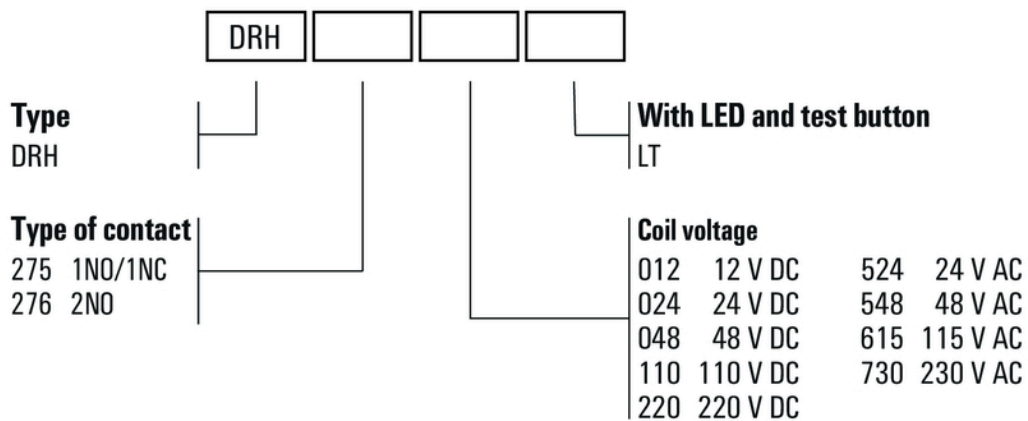 DRH
Type
DRH
With LED and test button
LT
Type of contact
275 1NO/1NC
276 2NO
Coil voltage
012 12 V DC 524 24 V AC
024 24 V DC 548 48 V AC
048 48 V DC 615 115 V AC
110 110 V DC 730 230 V AC
220 220 V DC